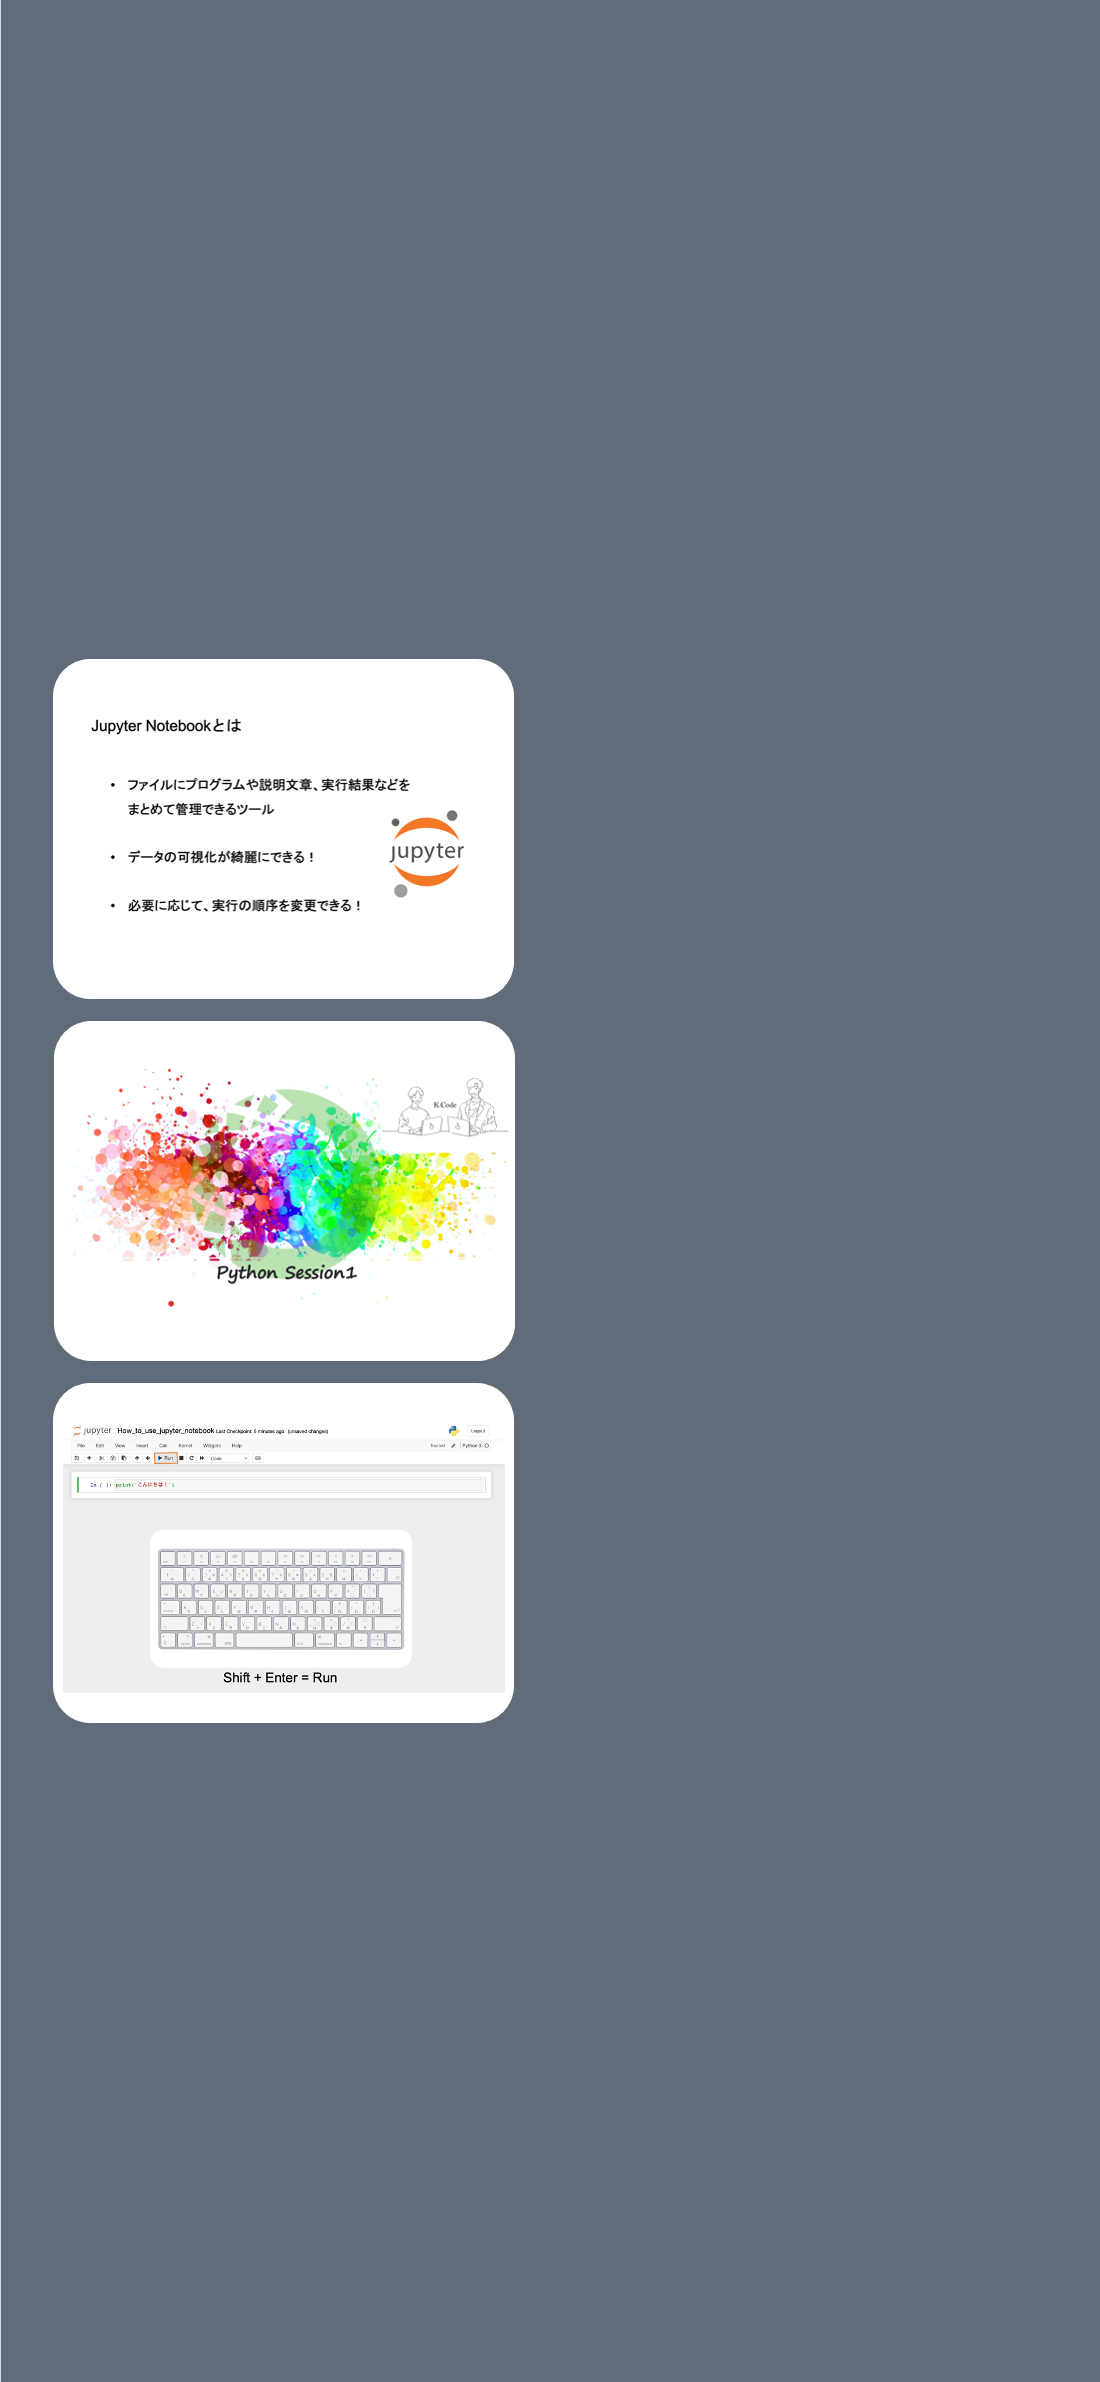 Jupyter Notebookとは
• ファイルにプログラムや説明文章、実行結果などを
まとめて管理できるツール
• データの可視化が綺麗にできる！
• 必要に応じて、実行の順序を変更できる！
jupyter
K.Code
Python Session1
jupyter How_to_use_jupyter_notebook Last Checkpoint: 5 minutes ago (unsaved changes) Logout
File Edit View Insert Cell Kernel Widgets Help Trusted Python 3
Run Code
In [ ]: print('こんにちは！')
Shift + Enter = Run